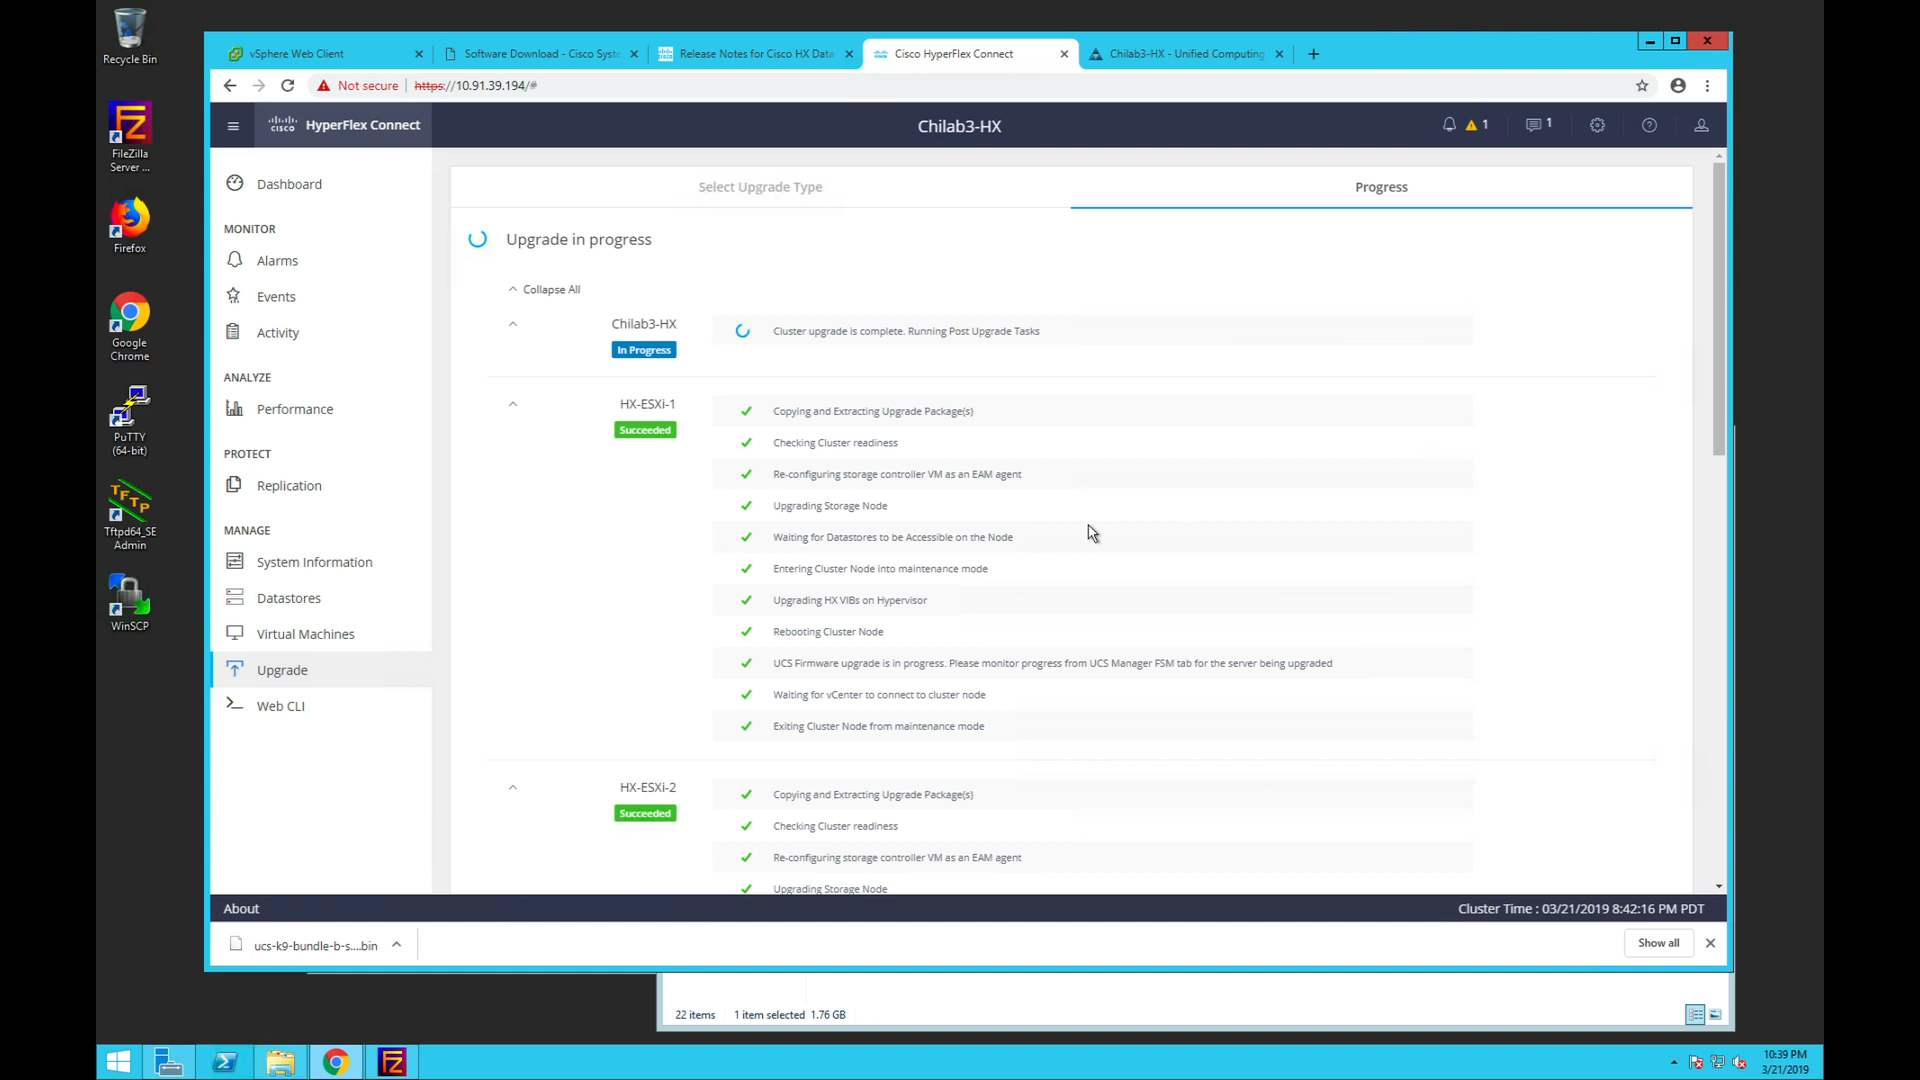 Recycle Bin
FileZilla
Server ...
Firefox
Google
Chrome
PuTTY
(64-bit)
TFTP
Tftpd64_SE
Admin
WinSCP
vSphere Web Client
Software Download - Cisco Syste
Release Notes for Cisco HX Data
Cisco HyperFlex Connect
Chilab3-HX - Unified Computing
Not secure
https://10.91.39.194/#
CISCO
HyperFlex Connect
Chilab3-HX
1
1
Dashboard
MONITOR
Alarms
Events
Activity
ANALYZE
Performance
PROTECT
Replication
MANAGE
System Information
Datastores
Virtual Machines
Upgrade
Web CLI
Select Upgrade Type
Progress
Upgrade in progress
Collapse All
Chilab3-HX
In Progress
Cluster upgrade is complete. Running Post Upgrade Tasks
HX-ESXi-1
Succeeded
Copying and Extracting Upgrade Package(s)
Checking Cluster readiness
Re-configuring storage controller VM as an EAM agent
Upgrading Storage Node
Waiting for Datastores to be Accessible on the Node
Entering Cluster Node into maintenance mode
Upgrading HX VIBs on Hypervisor
Rebooting Cluster Node
UCS Firmware upgrade is in progress. Please monitor progress from UCS Manager FSM tab for the server being upgraded
Waiting for vCenter to connect to cluster node
Exiting Cluster Node from maintenance mode
HX-ESXi-2
Succeeded
Copying and Extracting Upgrade Package(s)
Checking Cluster readiness
Re-configuring storage controller VM as an EAM agent
Upgrading Storage Node
About
Cluster Time : 03/21/2019 8:42:16 PM PDT
ucs-k9-bundle-b-s....bin
Show all
22 items
1 item selected 1.76 GB
10:39 PM
3/21/2019